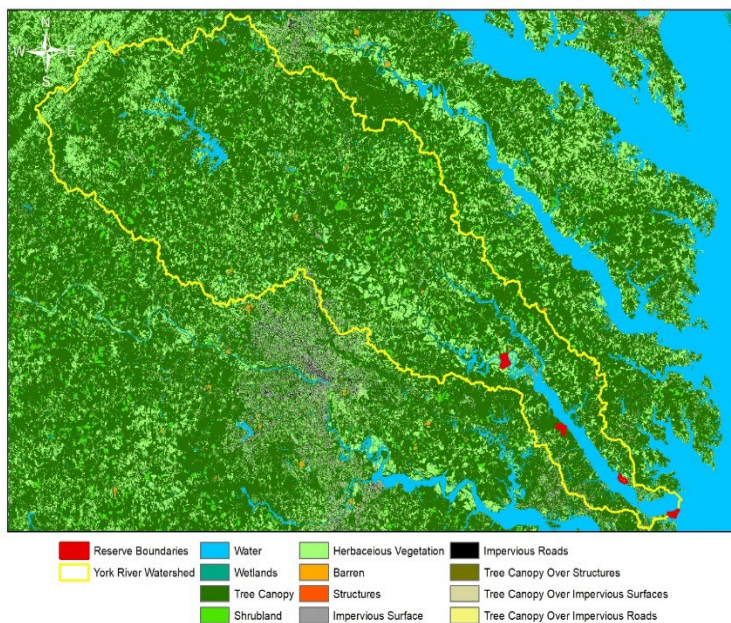 N
W E
S
Reserve Boundaries
York River Watershed
Water
Wetlands
Tree Canopy
Shrubland
Herbaceious Vegetation
Barren
Structures
Impervious Surface
Impervious Roads
Tree Canopy Over Structures
Tree Canopy Over Impervious Surfaces
Tree Canopy Over Impervious Roads